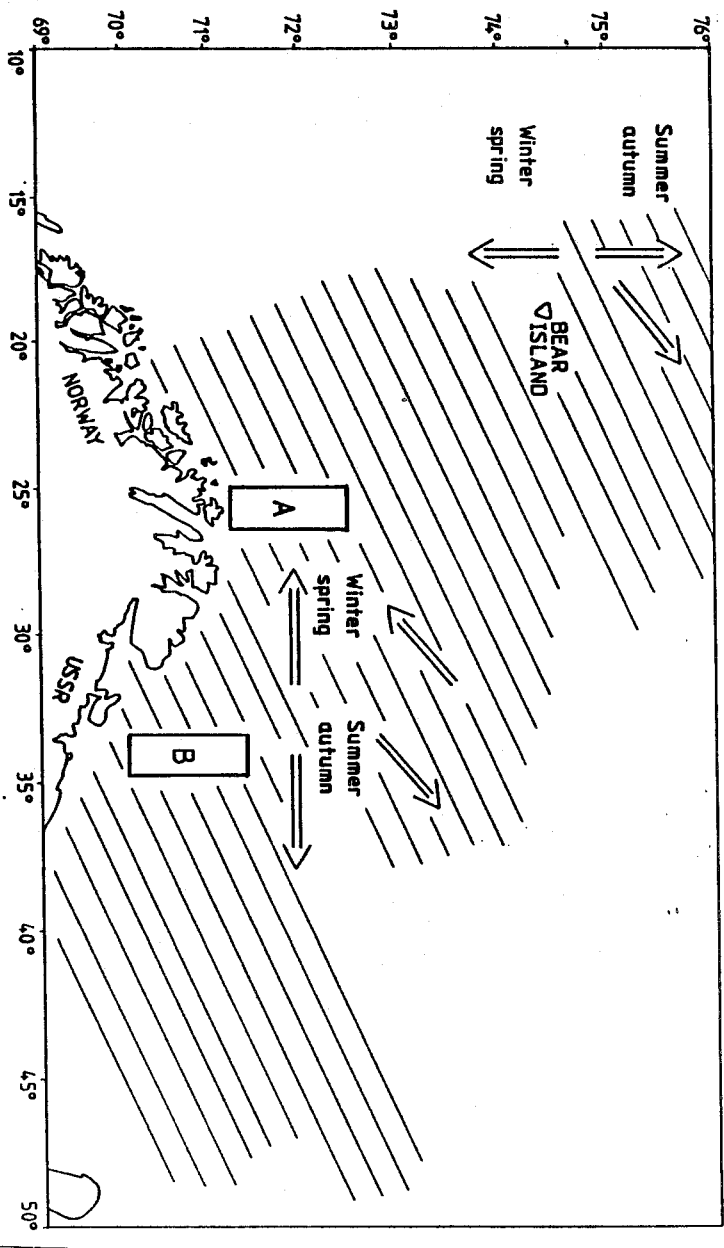 76°
75°
74°
73°
72°
71°
70°
69°
10°
15°
20°
25°
30°
35°
40°
45°
50°
Summer
autumn
Winter
spring
BEAR
ISLAND
NORWAY
A
Winter
spring
Summer
autumn
USSR
B